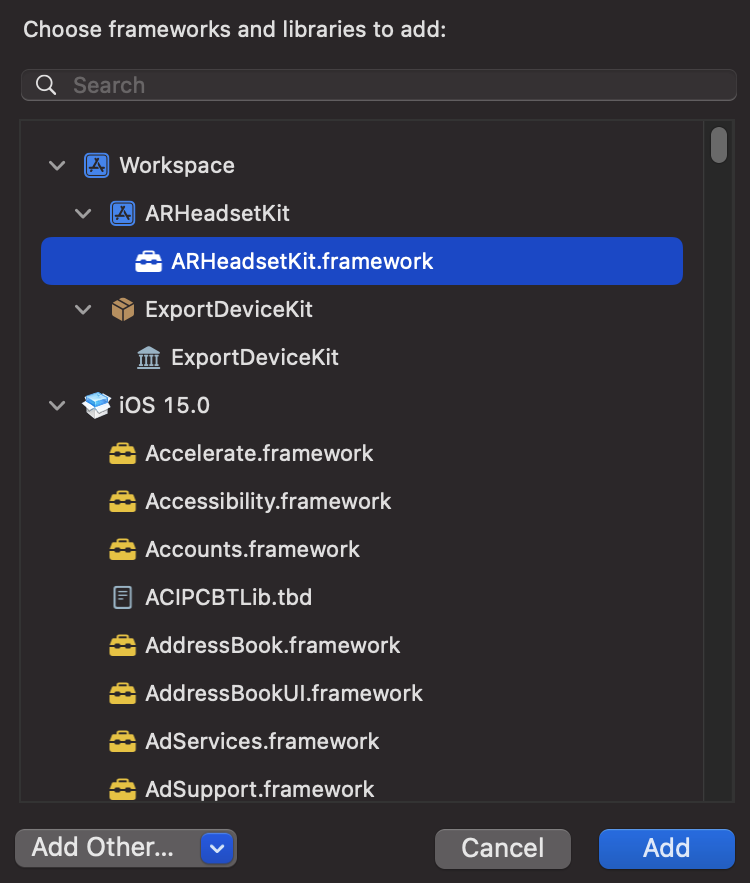 Choose frameworks and libraries to add:
Search
Workspace
ARHeadsetKit
ARHeadsetKit.framework
ExportDeviceKit
ExportDeviceKit
iOS 15.0
Accelerate.framework
Accessibility.framework
Accounts.framework
ACIPCBTLib.tbd
AddressBook.framework
AddressBookUI.framework
AdServices.framework
AdSupport.framework
Add Other... Cancel Add